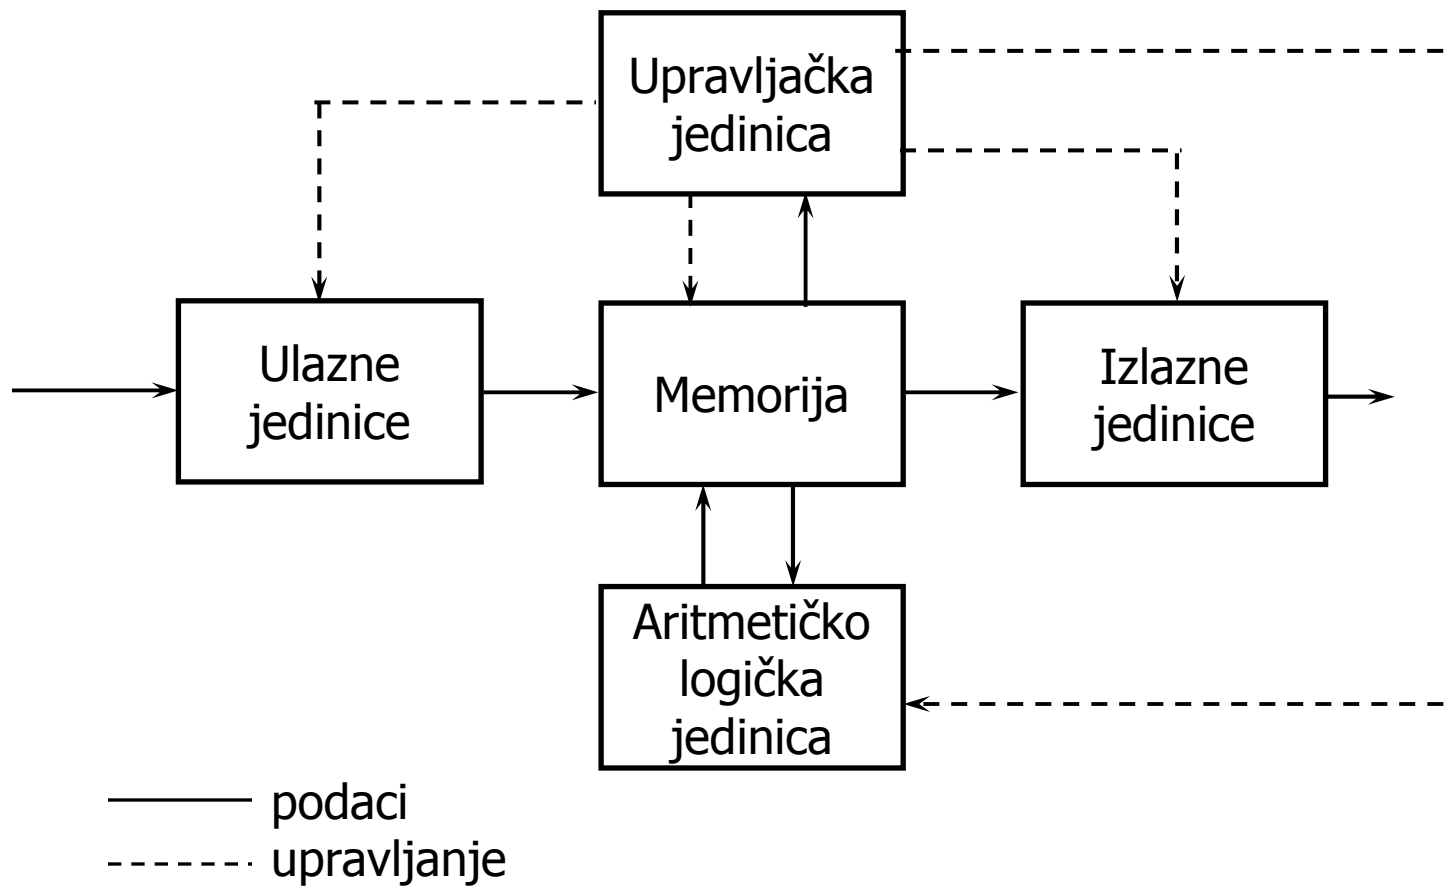 Upravljačka
jedinica
Ulazne
jedinice
Memorija
Izlazne
jedinice
Aritmetičko
logička
jedinica
podaci
upravljanje